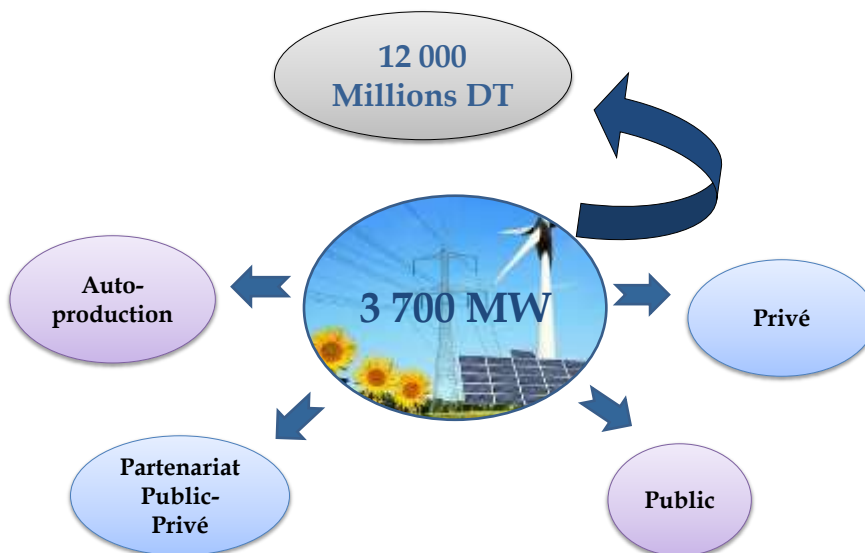 12 000
Millions DT
3 700 MW
Auto-
production
Privé
Partenariat
Public-
Privé
Public